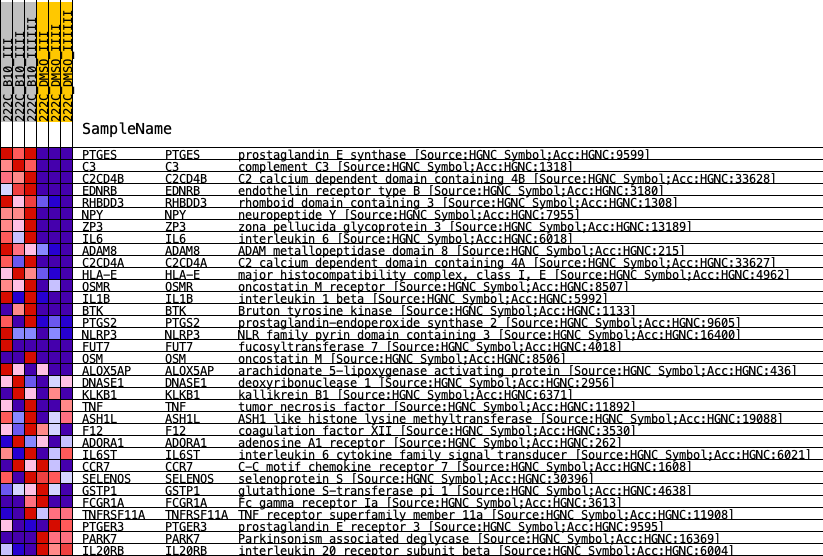 222C_B10_III
222C_B10_IIII
222C_B10_IIIIII
222C_DMSO_III
222C_DMSO_IIII
222C_DMSO_IIIIII
SampleName
PTGES PTGES prostaglandin E synthase [Source:HGNC Symbol;Acc:HGNC:9599]
C3 C3 complement C3 [Source:HGNC Symbol;Acc:HGNC:1318]
C2CD4B C2CD4B C2 calcium dependent domain containing 4B [Source:HGNC Symbol;Acc:HGNC:33628]
EDNRB EDNRB endothelin receptor type B [Source:HGNC Symbol;Acc:HGNC:3180]
RHBDD3 RHBDD3 rhomboid domain containing 3 [Source:HGNC Symbol;Acc:HGNC:1308]
NPY NPY neuropeptide Y [Source:HGNC Symbol;Acc:HGNC:7955]
ZP3 ZP3 zona pellucida glycoprotein 3 [Source:HGNC Symbol;Acc:HGNC:13189]
IL6 IL6 interleukin 6 [Source:HGNC Symbol;Acc:HGNC:6018]
ADAM8 ADAM8 ADAM metallopeptidase domain 8 [Source:HGNC Symbol;Acc:HGNC:215]
C2CD4A C2CD4A C2 calcium dependent domain containing 4A [Source:HGNC Symbol;Acc:HGNC:33627]
HLA-E HLA-E major histocompatibility complex, class I, E [Source:HGNC Symbol;Acc:HGNC:4962]
OSMR OSMR oncostatin M receptor [Source:HGNC Symbol;Acc:HGNC:8507]
IL1B IL1B interleukin 1 beta [Source:HGNC Symbol;Acc:HGNC:5992]
BTK BTK Bruton tyrosine kinase [Source:HGNC Symbol;Acc:HGNC:1133]
PTGS2 PTGS2 prostaglandin-endoperoxide synthase 2 [Source:HGNC Symbol;Acc:HGNC:9605]
NLRP3 NLRP3 NLR family pyrin domain containing 3 [Source:HGNC Symbol;Acc:HGNC:16400]
FUT7 FUT7 fucosyltransferase 7 [Source:HGNC Symbol;Acc:HGNC:4018]
OSM OSM oncostatin M [Source:HGNC Symbol;Acc:HGNC:8506]
ALOX5AP ALOX5AP arachidonate 5-lipoxygenase activating protein [Source:HGNC Symbol;Acc:HGNC:436]
DNASE1 DNASE1 deoxyribonuclease 1 [Source:HGNC Symbol;Acc:HGNC:2956]
KLKB1 KLKB1 kallikrein B1 [Source:HGNC Symbol;Acc:HGNC:6371]
TNF TNF tumor necrosis factor [Source:HGNC Symbol;Acc:HGNC:11892]
ASH1L ASH1L ASH1 like histone lysine methyltransferase [Source:HGNC Symbol;Acc:HGNC:19088]
F12 F12 coagulation factor XII [Source:HGNC Symbol;Acc:HGNC:3530]
ADORA1 ADORA1 adenosine A1 receptor [Source:HGNC Symbol;Acc:HGNC:262]
IL6ST IL6ST interleukin 6 cytokine family signal transducer [Source:HGNC Symbol;Acc:HGNC:6021]
CCR7 CCR7 C-C motif chemokine receptor 7 [Source:HGNC Symbol;Acc:HGNC:1608]
SELENOS SELENOS selenoprotein S [Source:HGNC Symbol;Acc:HGNC:30396]
GSTP1 GSTP1 glutathione S-transferase pi 1 [Source:HGNC Symbol;Acc:HGNC:4638]
FCGR1A FCGR1A Fc gamma receptor Ia [Source:HGNC Symbol;Acc:HGNC:3613]
TNFRSF11A TNFRSF11A TNF receptor superfamily member 11a [Source:HGNC Symbol;Acc:HGNC:11908]
PTGER3 PTGER3 prostaglandin E receptor 3 [Source:HGNC Symbol;Acc:HGNC:9595]
PARK7 PARK7 Parkinsonism associated deglycase [Source:HGNC Symbol;Acc:HGNC:16369]
IL20RB IL20RB interleukin 20 receptor subunit beta [Source:HGNC Symbol;Acc:HGNC:6004]